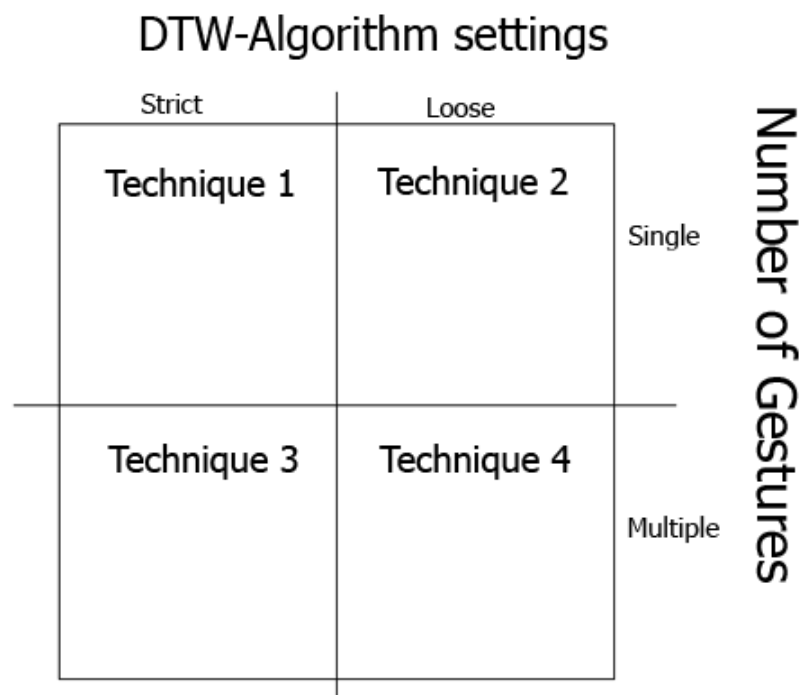 DTW-Algorithm settings
Strict
Loose
Technique 1
Technique 2
Single
Number of Gestures
Technique 3
Technique 4
Multiple